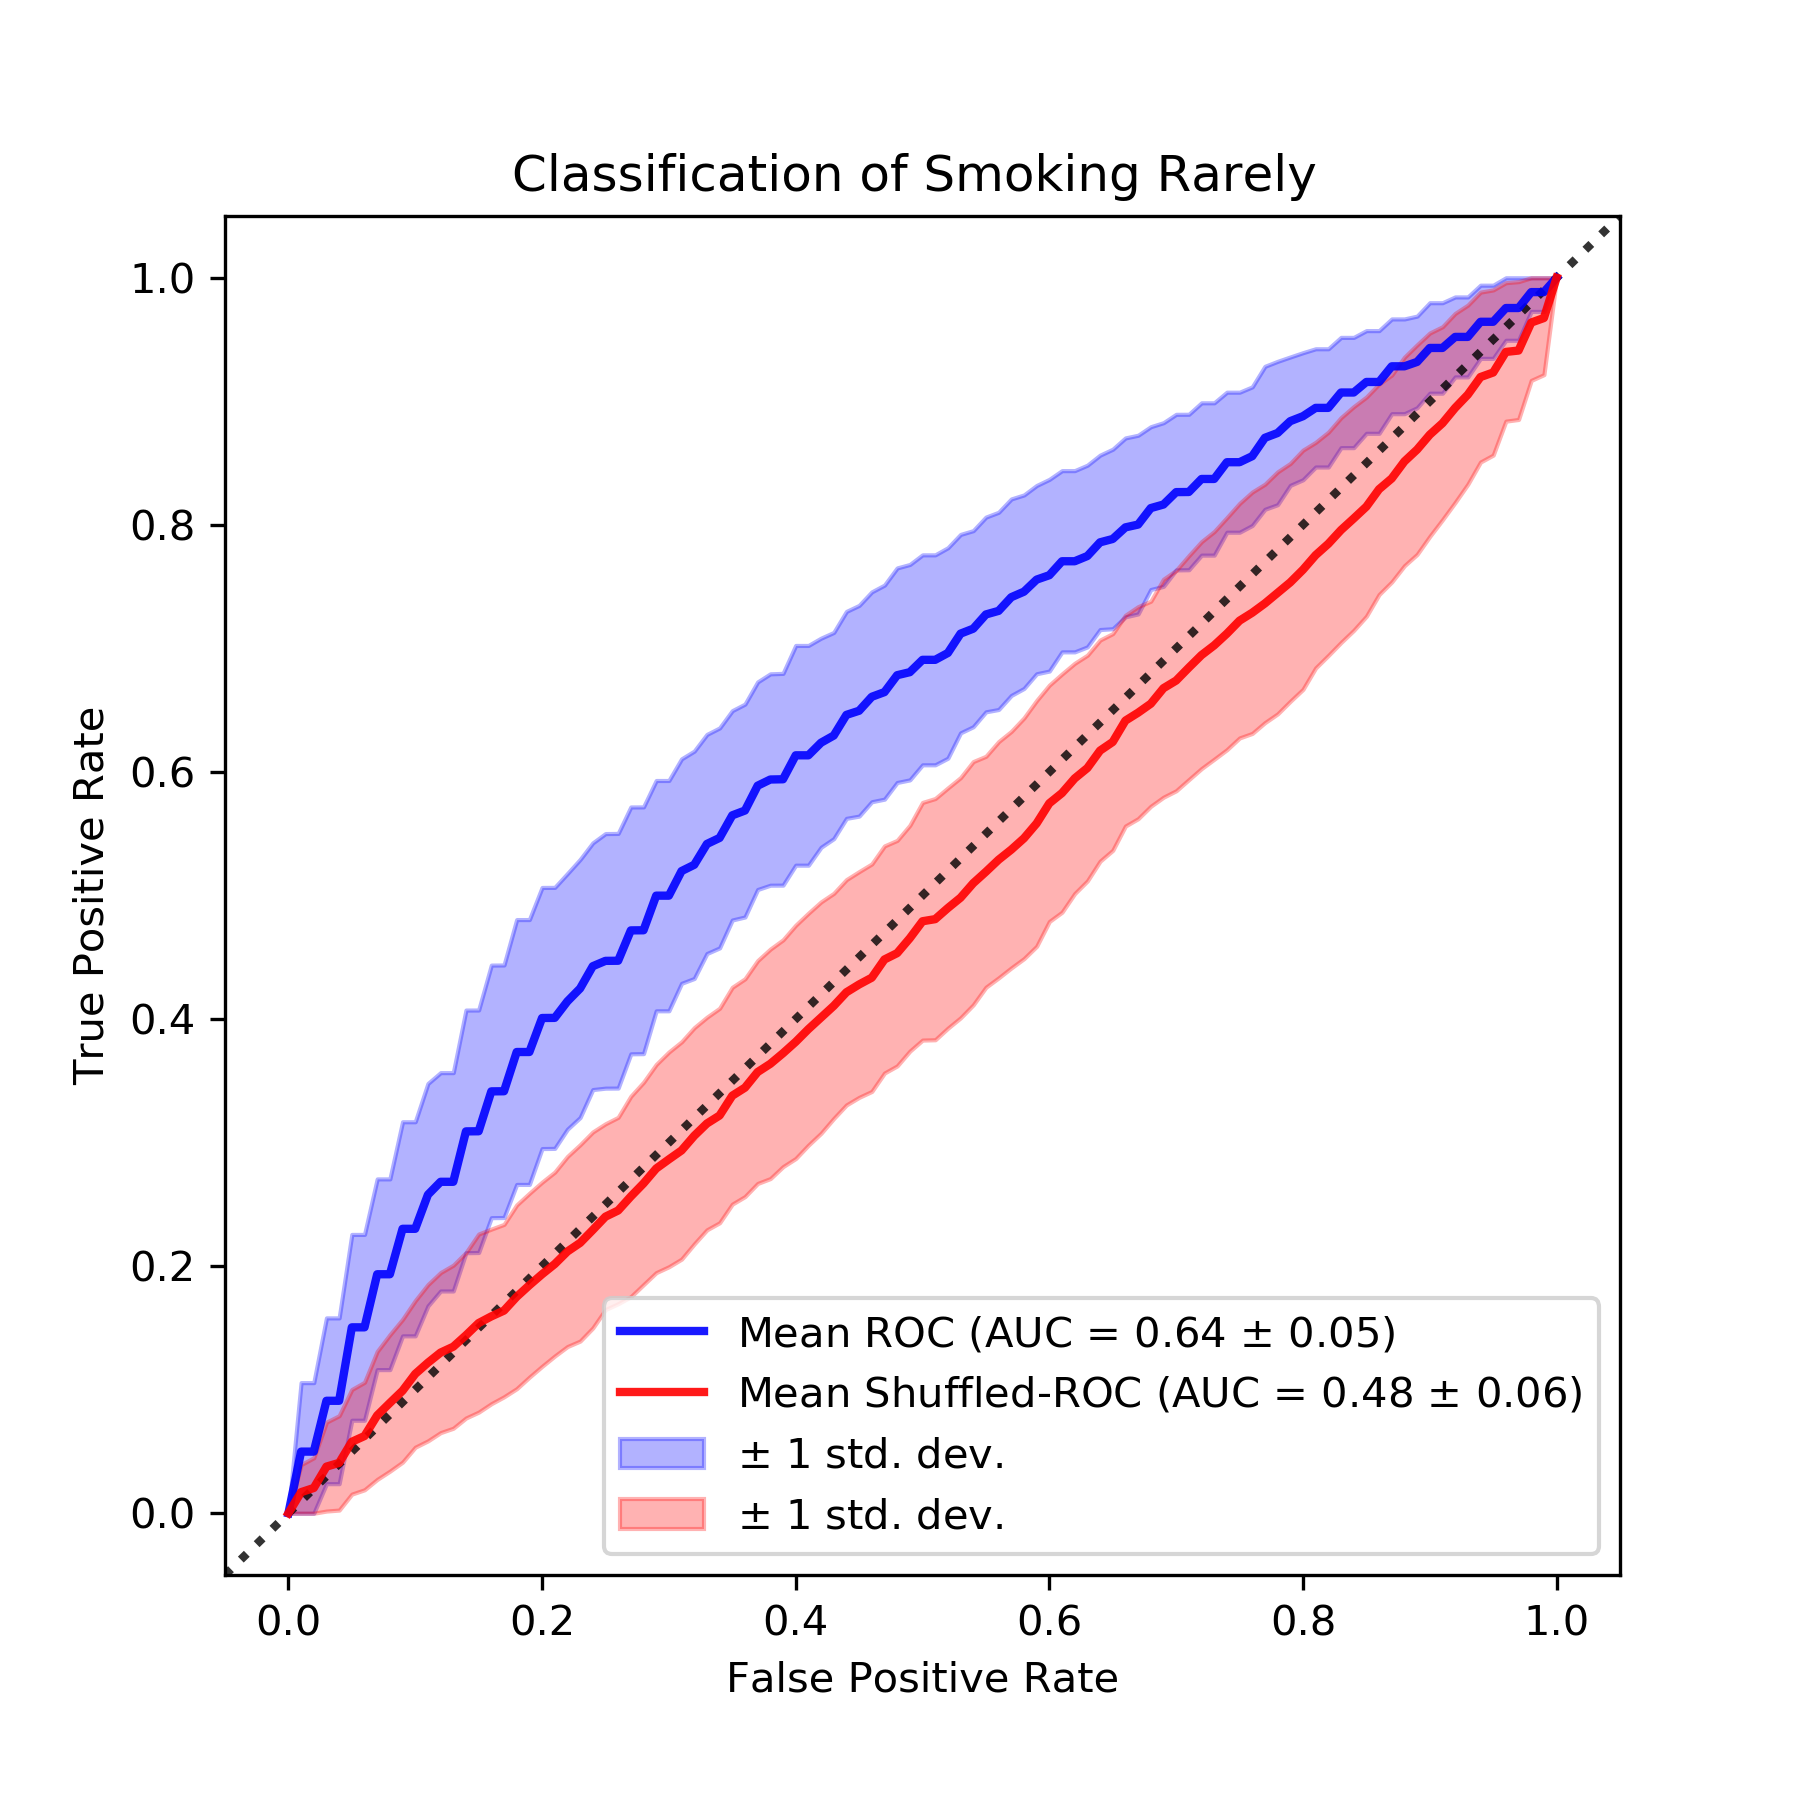 Classification of Smoking Rarely
True Positive Rate
1.0
0.8
0.6
0.4
0.2
0.0
Mean ROC (AUC = 0.64 ± 0.05)
Mean Shuffled-ROC (AUC = 0.48 ± 0.06)
± 1 std. dev.
± 1 std. dev.
0.0 0.2 0.4 0.6 0.8 1.0
False Positive Rate